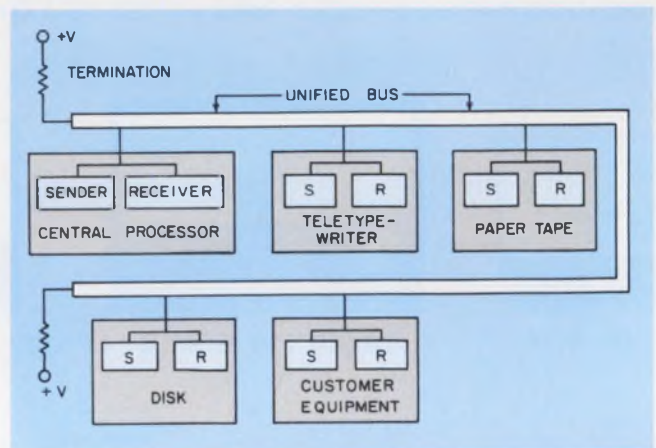 +V
TERMINATION
UNIFIED BUS
SENDER RECEIVER
CENTRAL PROCESSOR
S R
TELETYPE-
WRITER
S R
PAPER TAPE
+V
S R
DISK
S R
CUSTOMER
EQUIPMENT